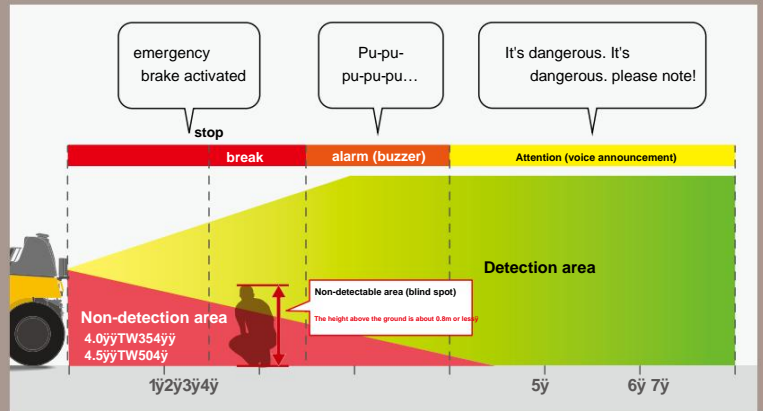 emergency
brake activated
Pu-pu-
pu-pu-pu…
It's dangerous. It's
dangerous. please note!
stop
break
alarm (buzzer)
Attention (voice announcement)
Detection area
Non-detectable area (blind spot)
The height above the ground is about 0.8m or lessÿ
Non-detection area
4.0ÿÿTW354ÿÿ
4.5ÿÿTW504ÿ
1ÿ2ÿ3ÿ4ÿ
5ÿ
6ÿ 7ÿ